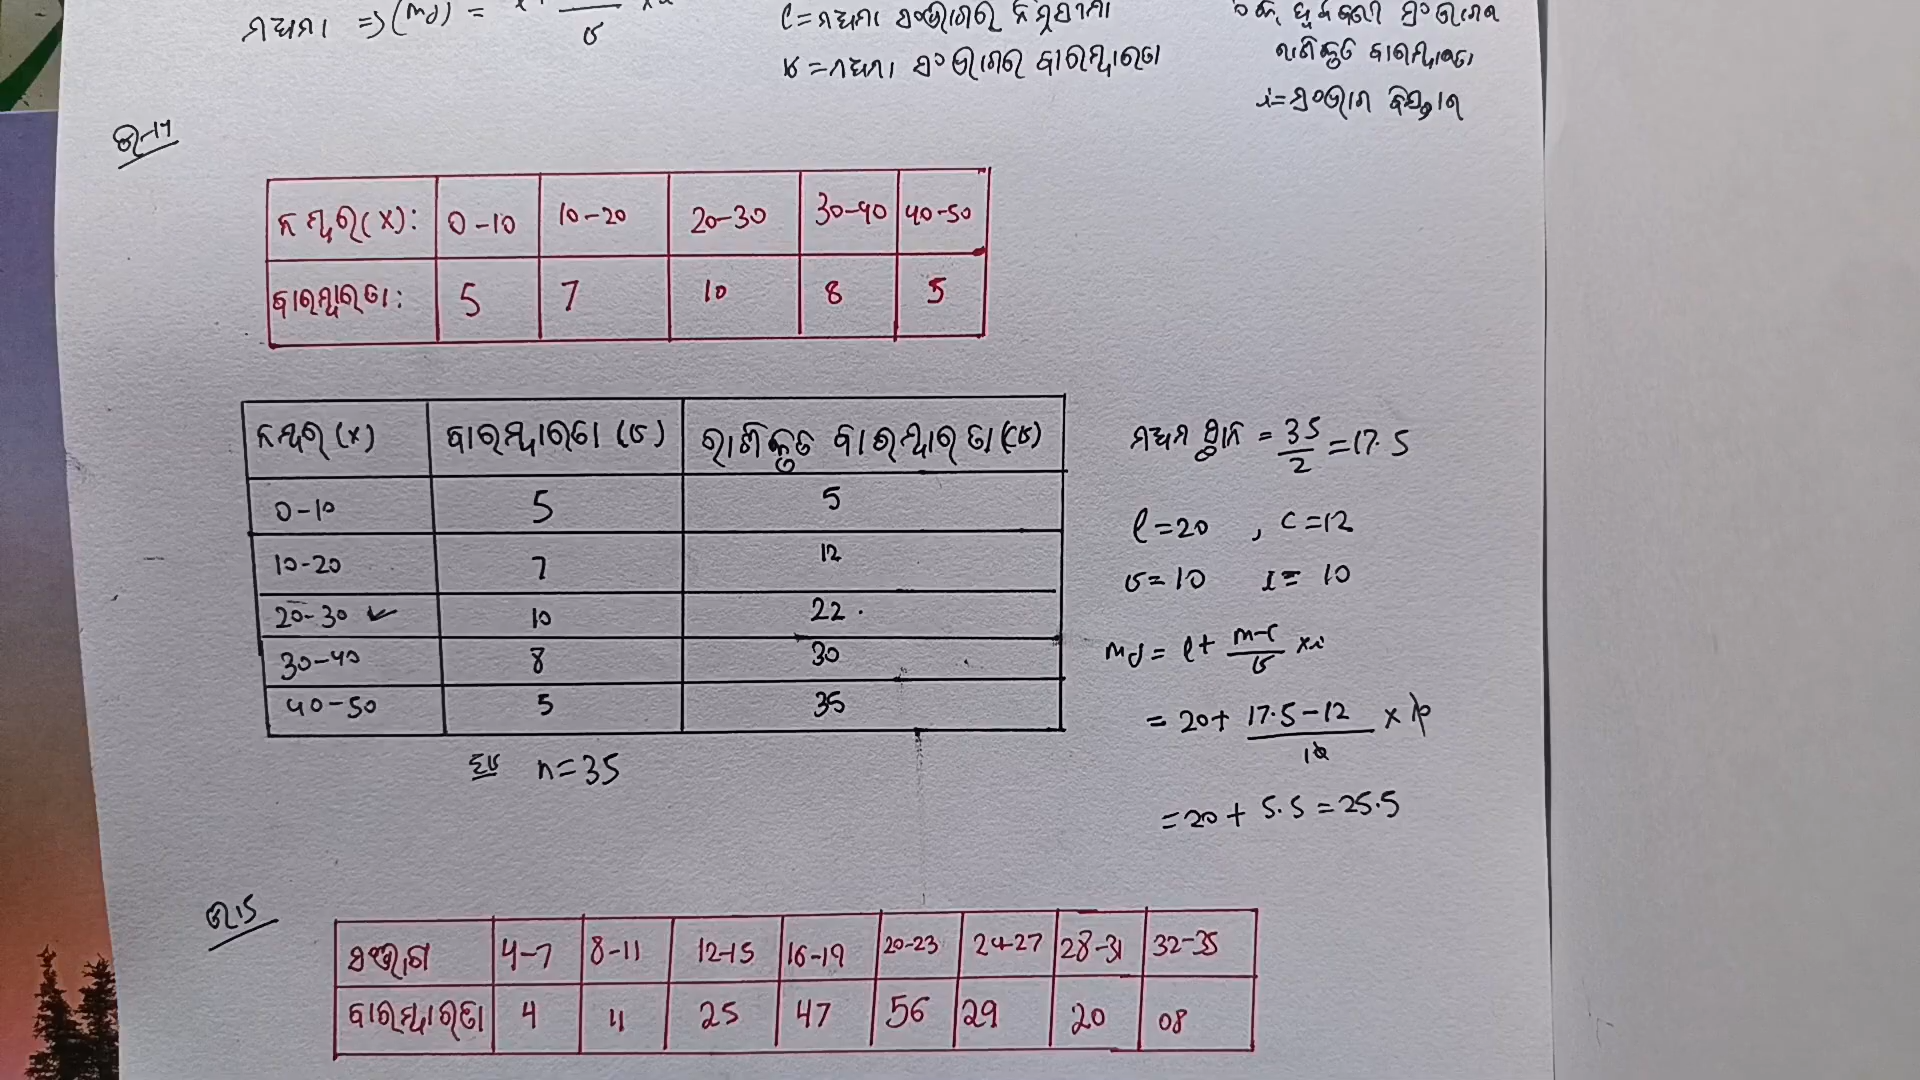 ମଧ୍ୟମା ⇒ (Md) =
l = ମଧ୍ୟମା ସଂଭାଗର ନିମ୍ନସୀମା
ସଂଭାଗର
f = ମଧ୍ୟମା ସଂଭାଗର ବାରମ୍ବାରତା
ରାଶିକୃତ ବାରମ୍ବାରତା
i = ସଂଭାଗ ବିସ୍ତାର
ଉ-14
ନମ୍ବର (x): 0-10 10-20 20-30 30-40 40-50
ବାରମ୍ବାରତା: 5 7 10 8 5
ନମ୍ବର (x) ବାରମ୍ବାରତା (f) ରାଶିକୃତ ବାରମ୍ବାରତା (cf)
0-10 5 5
10-20 7 12
20-30 ✓ 10 22
30-40 8 30
40-50 5 35
n = 35
ମଧ୍ୟମ ସ୍ଥାନ = 35/2 = 17.5
l = 20 , c = 12
f = 10 i = 10
Md = l + (m-c)/f × i
= 20 + (17.5 - 12)/10 × 10
= 20 + 5.5 = 25.5
ଉ15
ସଂଭାଗ 4-7 8-11 12-15 16-19 20-23 24-27 28-31 32-35
ବାରମ୍ବାରତା 4 11 25 47 56 29 20 08